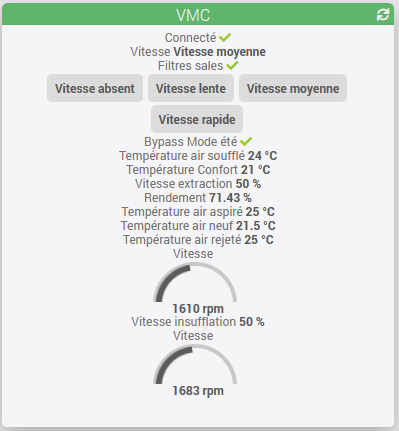 VMC
Connecté
Vitesse Vitesse moyenne
Filtres sales
Vitesse absent Vitesse lente Vitesse moyenne
Vitesse rapide
Bypass Mode été
Température air soufflé 24 °C
Température Confort 21 °C
Vitesse extraction 50 %
Rendement 71.43 %
Température air aspiré 25 °C
Température air neuf 21.5 °C
Température air rejeté 25 °C
Vitesse
1610 rpm
Vitesse insufflation 50 %
Vitesse
1683 rpm